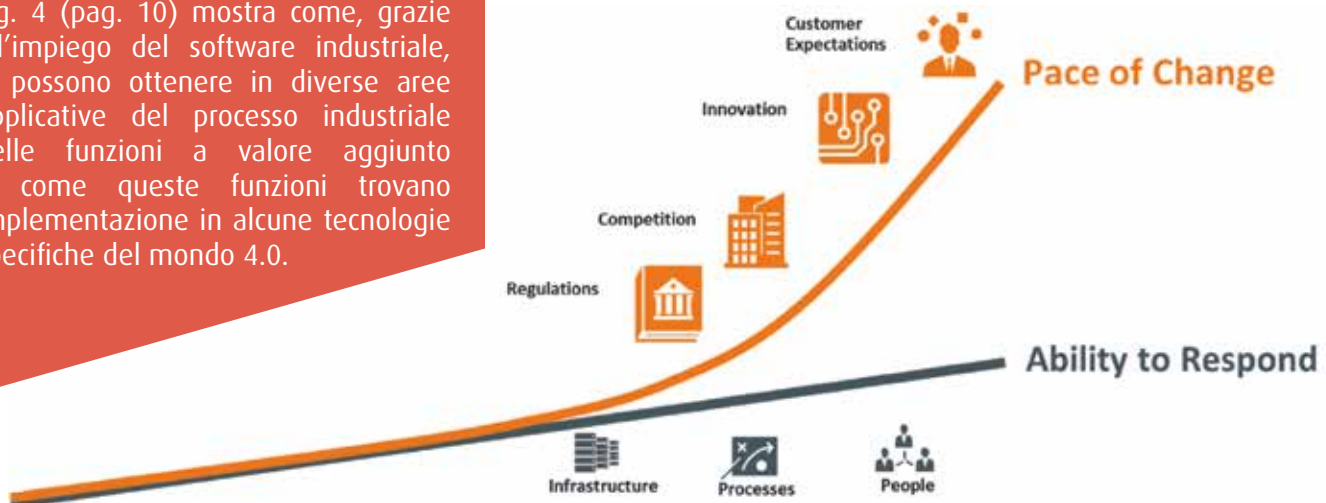 g. 4 (pag. 10) mostra come, grazie
l'impiego del software industriale,
possono ottenere in diverse aree
pplicative del processo industriale
elle funzioni a valore aggiunto
come queste funzioni trovano
mplementazione in alcune tecnologie
pecifiche del mondo 4.0.
Customer
Expectations
Pace of Change
Innovation
Competition
Regulations
Ability to Respond
Infrastructure
Processes
People